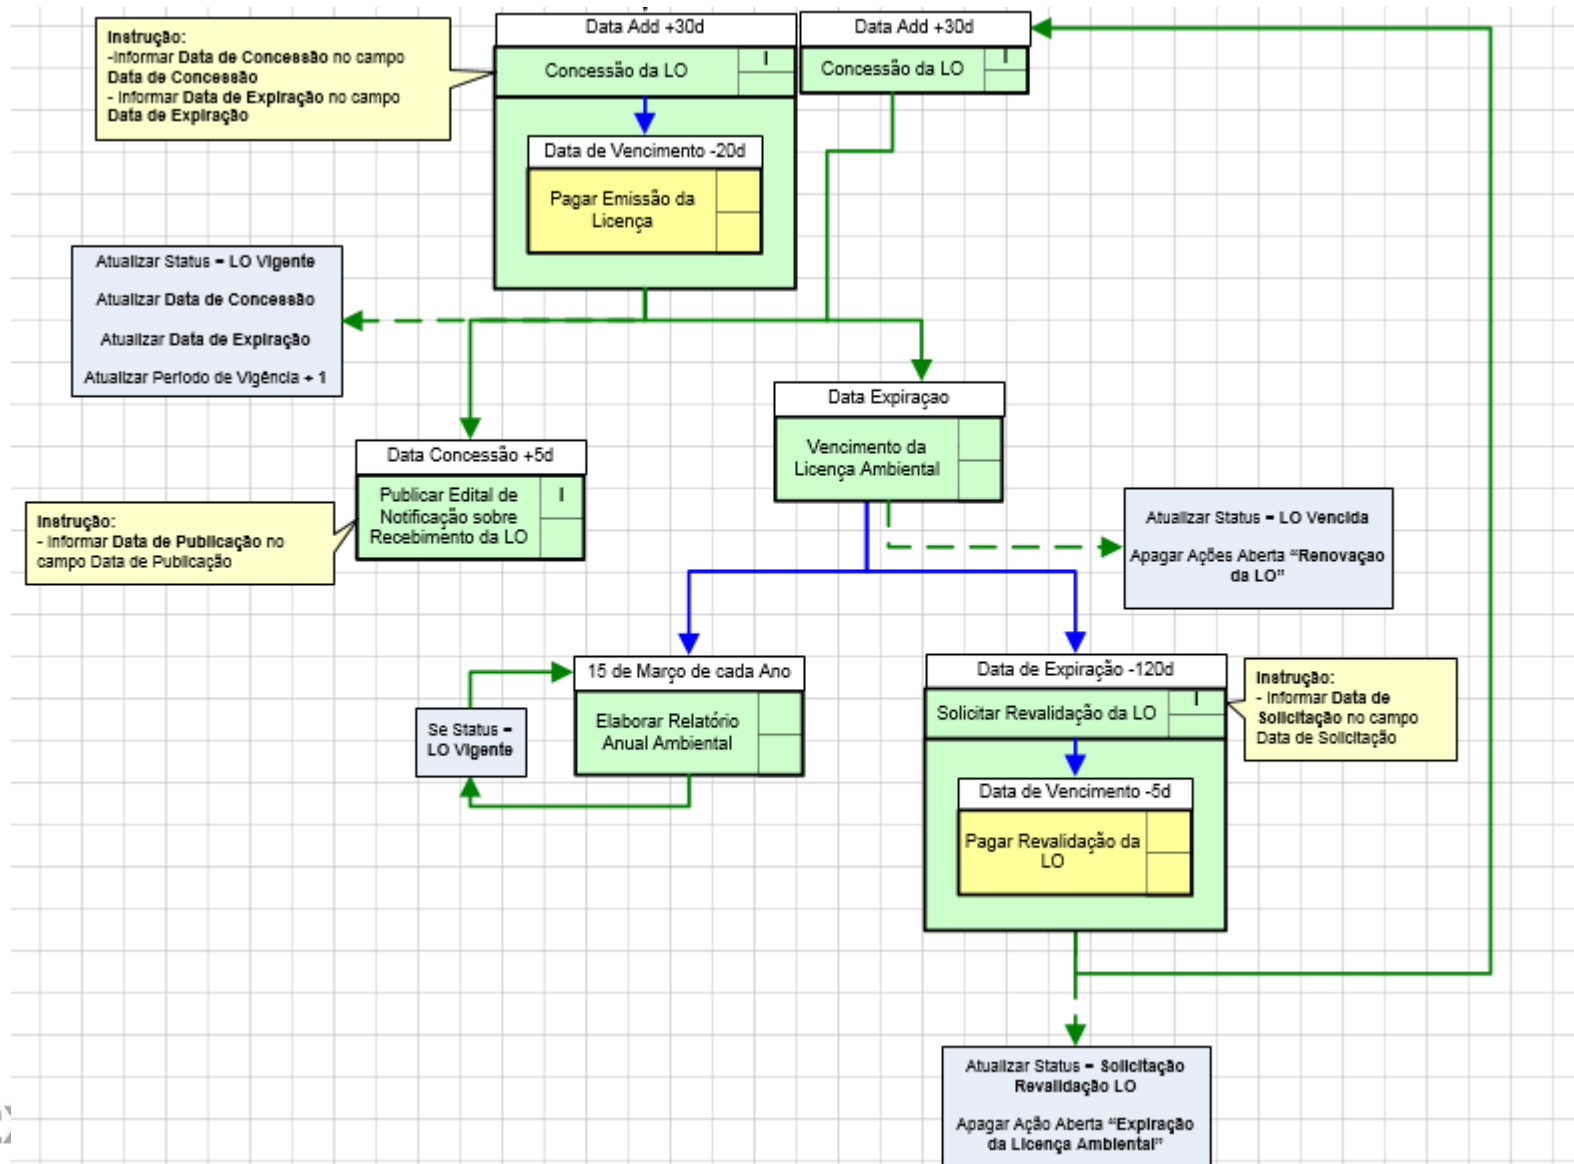 Data Add +30d
Data Add +30d
Instrução:
-Informar Data de Concessão no campo
Data de Concessão
- Informar Data de Expiração no campo
Data de Expiração
Concessão da LO
I
Concessão da LO
I
Data de Vencimento -20d
Pagar Emissão da
Licença
Atualizar Status = LO Vigente
Atualizar Data de Concessão
Atualizar Data de Expiração
Atualizar Período de Vigência + 1
Data Expiraçao
Vencimento da
Licença Ambiental
Data Concessão +5d
Publicar Edital de
Notificação sobre
Recebimento da LO
I
Instrução:
- Informar Data de Publicação no
campo Data de Publicação
Atualizar Status = LO Vencida
Apagar Ações Aberta “Renovaçao
da LO”
15 de Março de cada Ano
Elaborar Relatório
Anual Ambiental
Se Status =
LO Vigente
Data de Expiração -120d
Solicitar Revalidação da LO
I
Instrução:
- Informar Data de
Solicitação no campo
Data de Solicitação
Data de Vencimento -5d
Pagar Revalidação da
LO
Atualizar Status = Solicitação
Revalidação LO
Apagar Ação Aberta “Expiração
da Licença Ambiental”